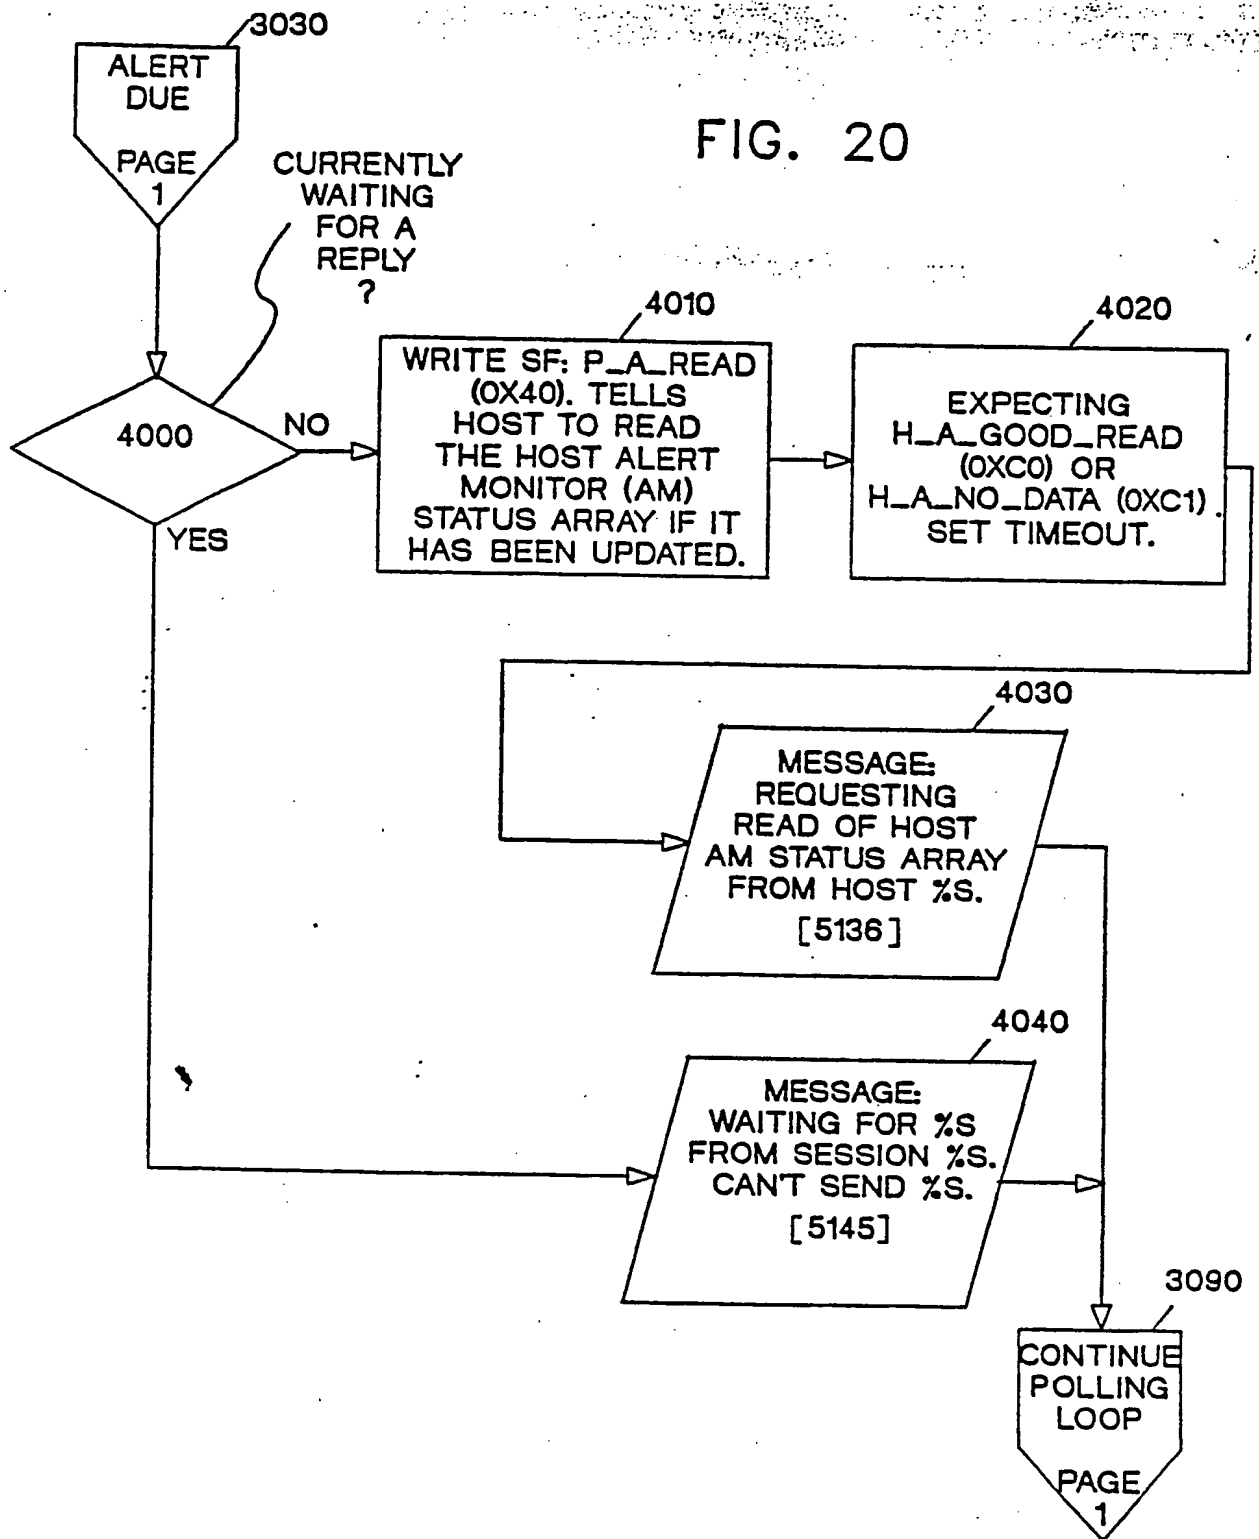 3030
ALERT
DUE
PAGE
1
FIG. 20
CURRENTLY
WAITING
FOR A
REPLY
?
4000
NO
YES
4010
WRITE SF: P_A_READ
(0X40). TELLS
HOST TO READ
THE HOST ALERT
MONITOR (AM)
STATUS ARRAY IF IT
HAS BEEN UPDATED.
4020
EXPECTING
H_A_GOOD_READ
(0XC0) OR
H_A_NO_DATA (0XC1).
SET TIMEOUT.
4030
MESSAGE:
REQUESTING
READ OF HOST
AM STATUS ARRAY
FROM HOST %S.
[5136]
4040
MESSAGE:
WAITING FOR %S
FROM SESSION %S.
CAN'T SEND %S.
[5145]
3090
CONTINUE
POLLING
LOOP
PAGE
1